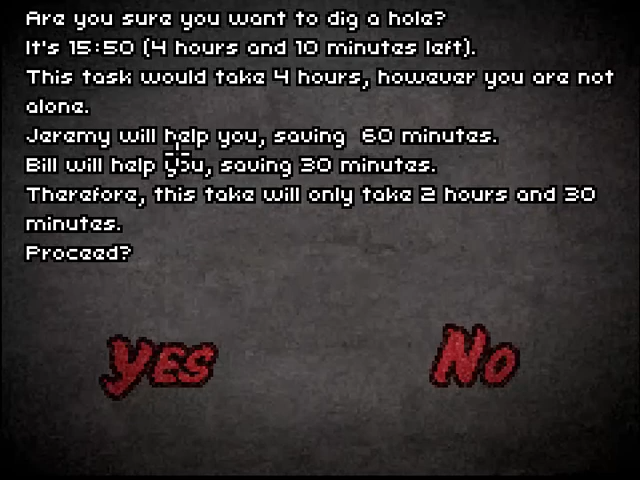 Are you sure you want to dig a hole?
It's 15:50 (4 hours and 10 minutes left).
This task would take 4 hours, however you are not
alone.
Jeremy will help you, saving  60 minutes.
Bill will help you, saving 30 minutes.
Therefore, this take will only take 2 hours and 30
minutes.
Proceed?
Yes No